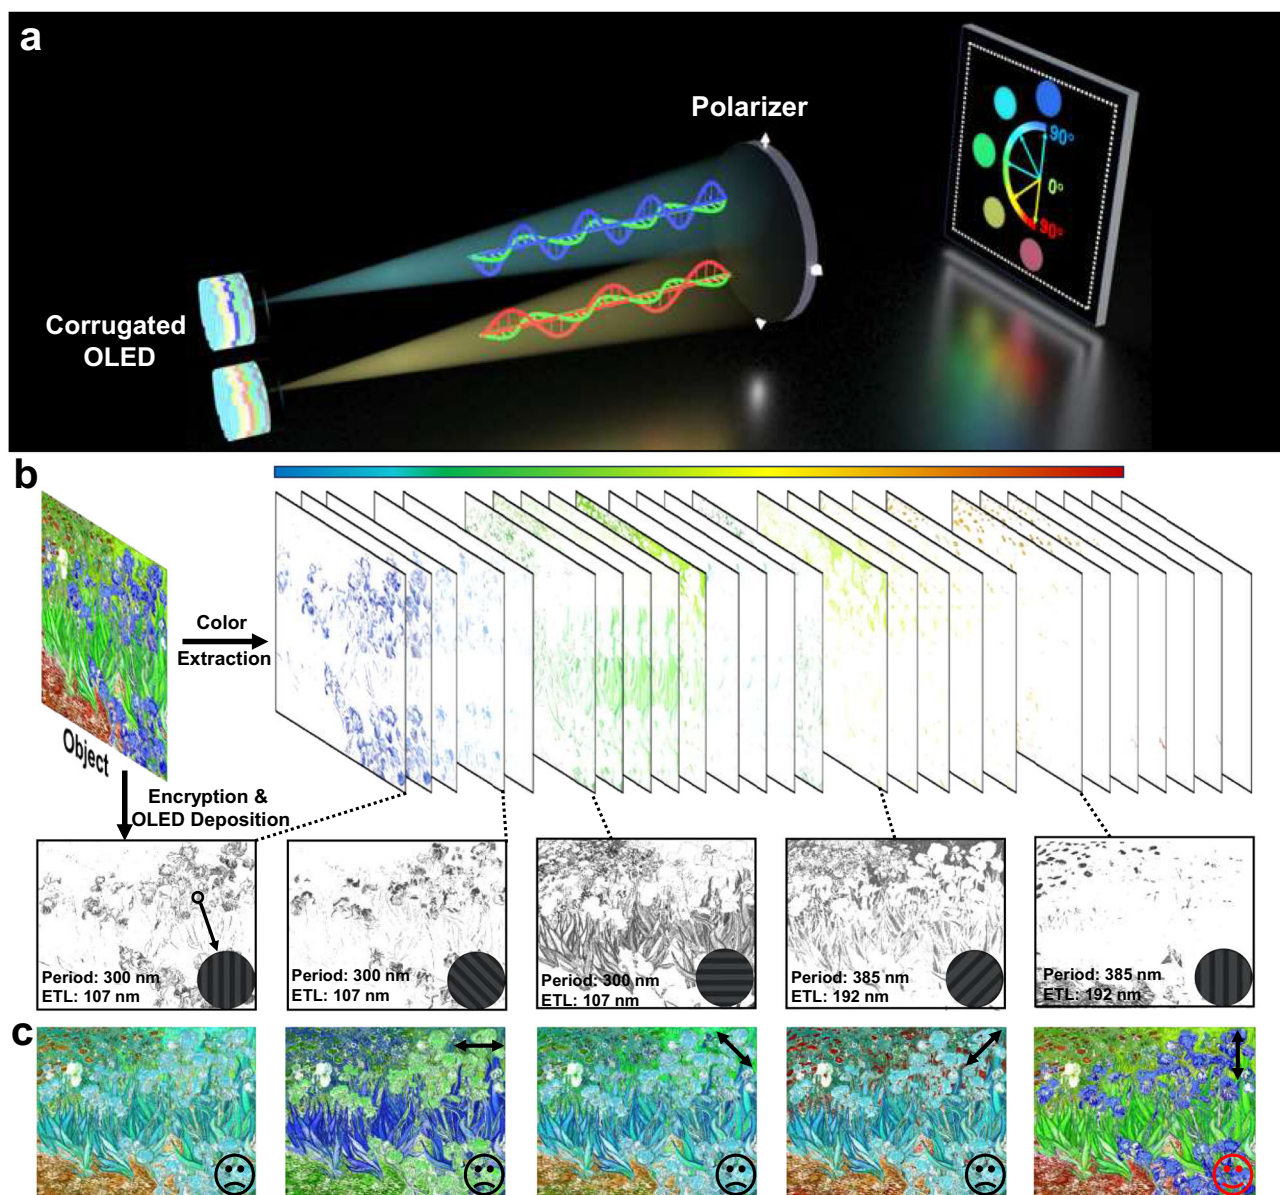 a
Polarizer
90°
0°
90°
Corrugated
OLED
b
Color
Extraction
Object
Encryption &
OLED Deposition
Period: 300 nm
ETL: 107 nm
Period: 300 nm
ETL: 107 nm
Period: 300 nm
ETL: 107 nm
Period: 385 nm
ETL: 192 nm
Period: 385 nm
ETL: 192 nm
c